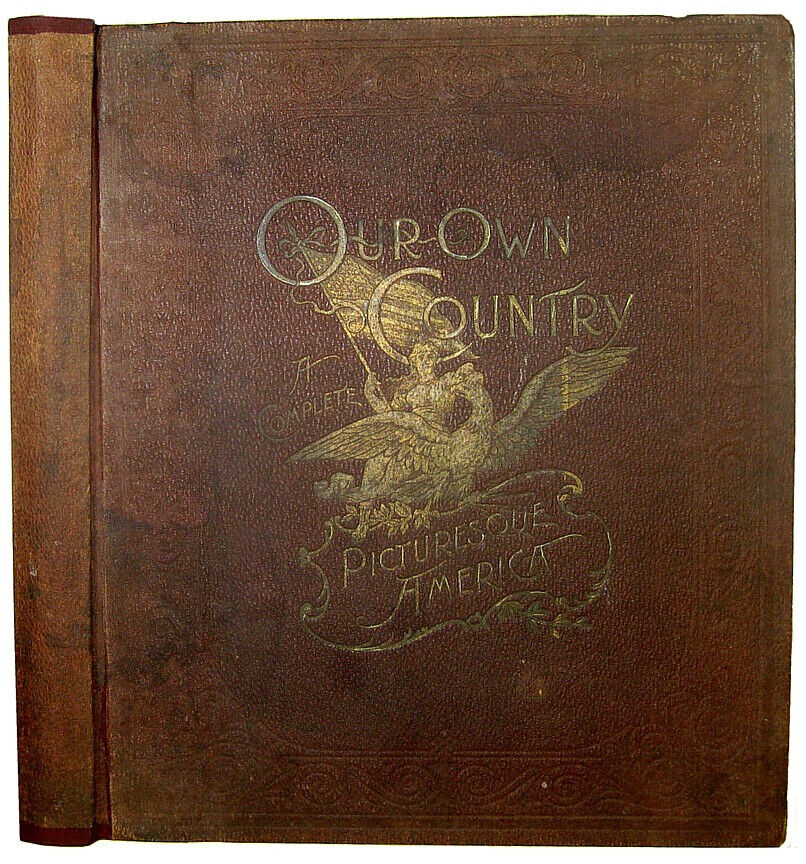 OUR OWN
COUNTRY
A
COMPLETE
PICTURESQUE
AMERICA